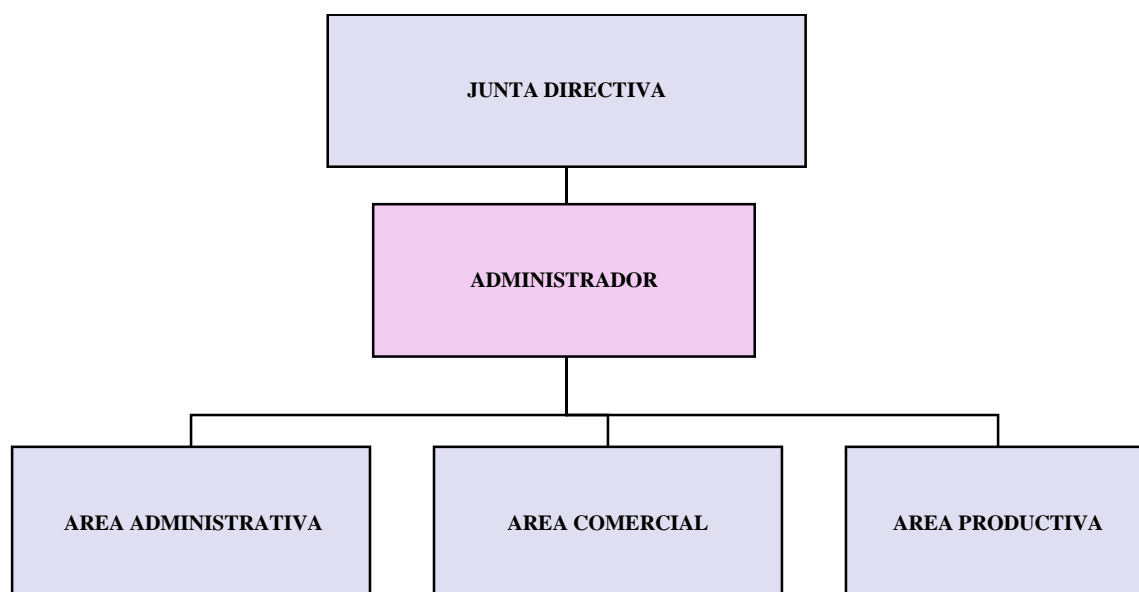 JUNTA DIRECTIVA
ADMINISTRADOR
AREA ADMINISTRATIVA
AREA COMERCIAL
AREA PRODUCTIVA